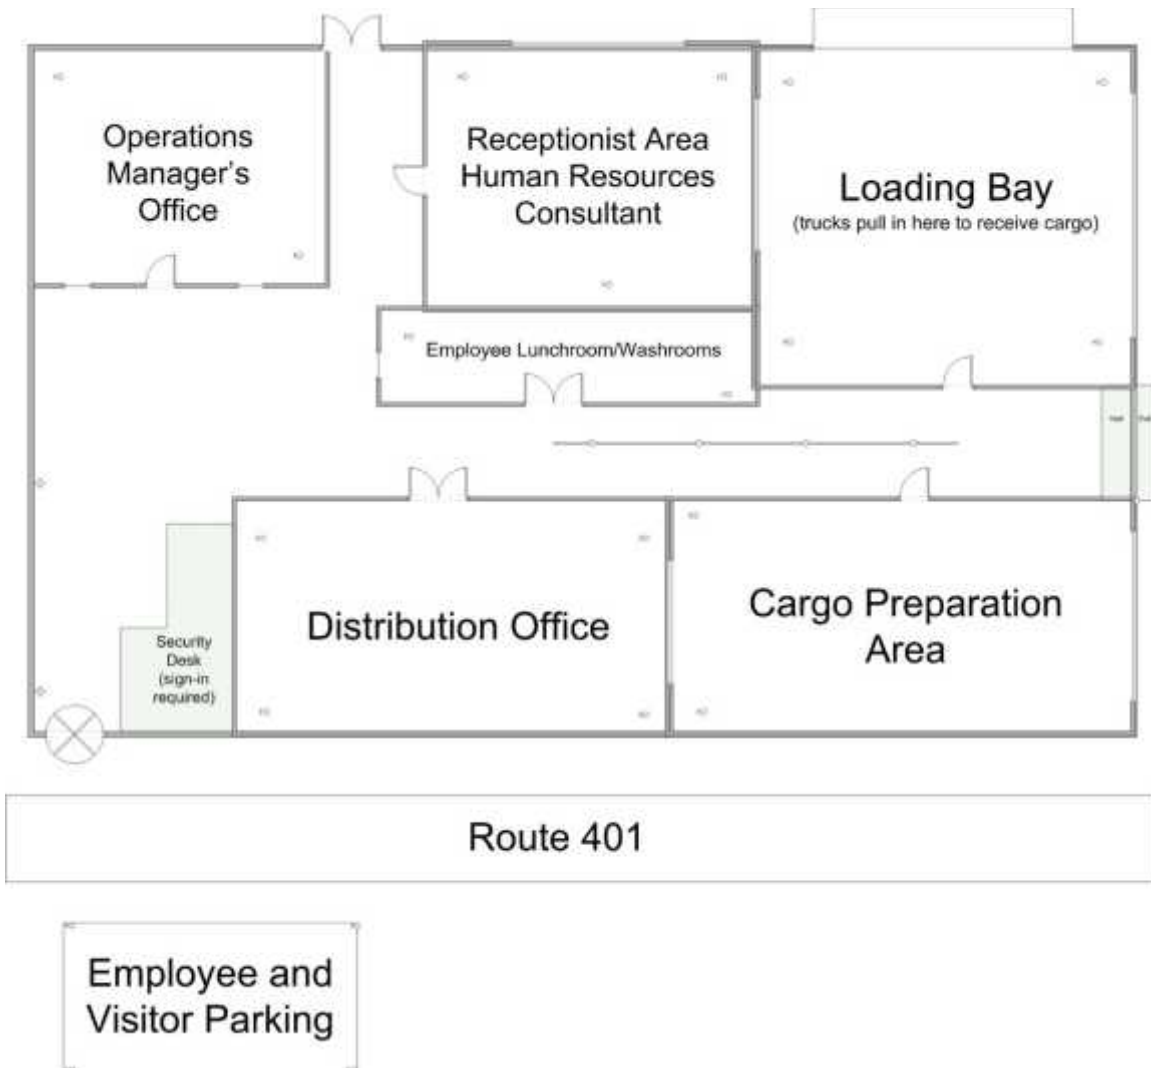 Operations
Manager's
Office
Receptionist Area
Human Resources
Consultant
Loading Bay
(trucks pull in here to receive cargo)
Employee Lunchroom/Washrooms
Distribution Office
Cargo Preparation
Area
Security
Desk
(sign-in
required)
Route 401
Employee and
Visitor Parking